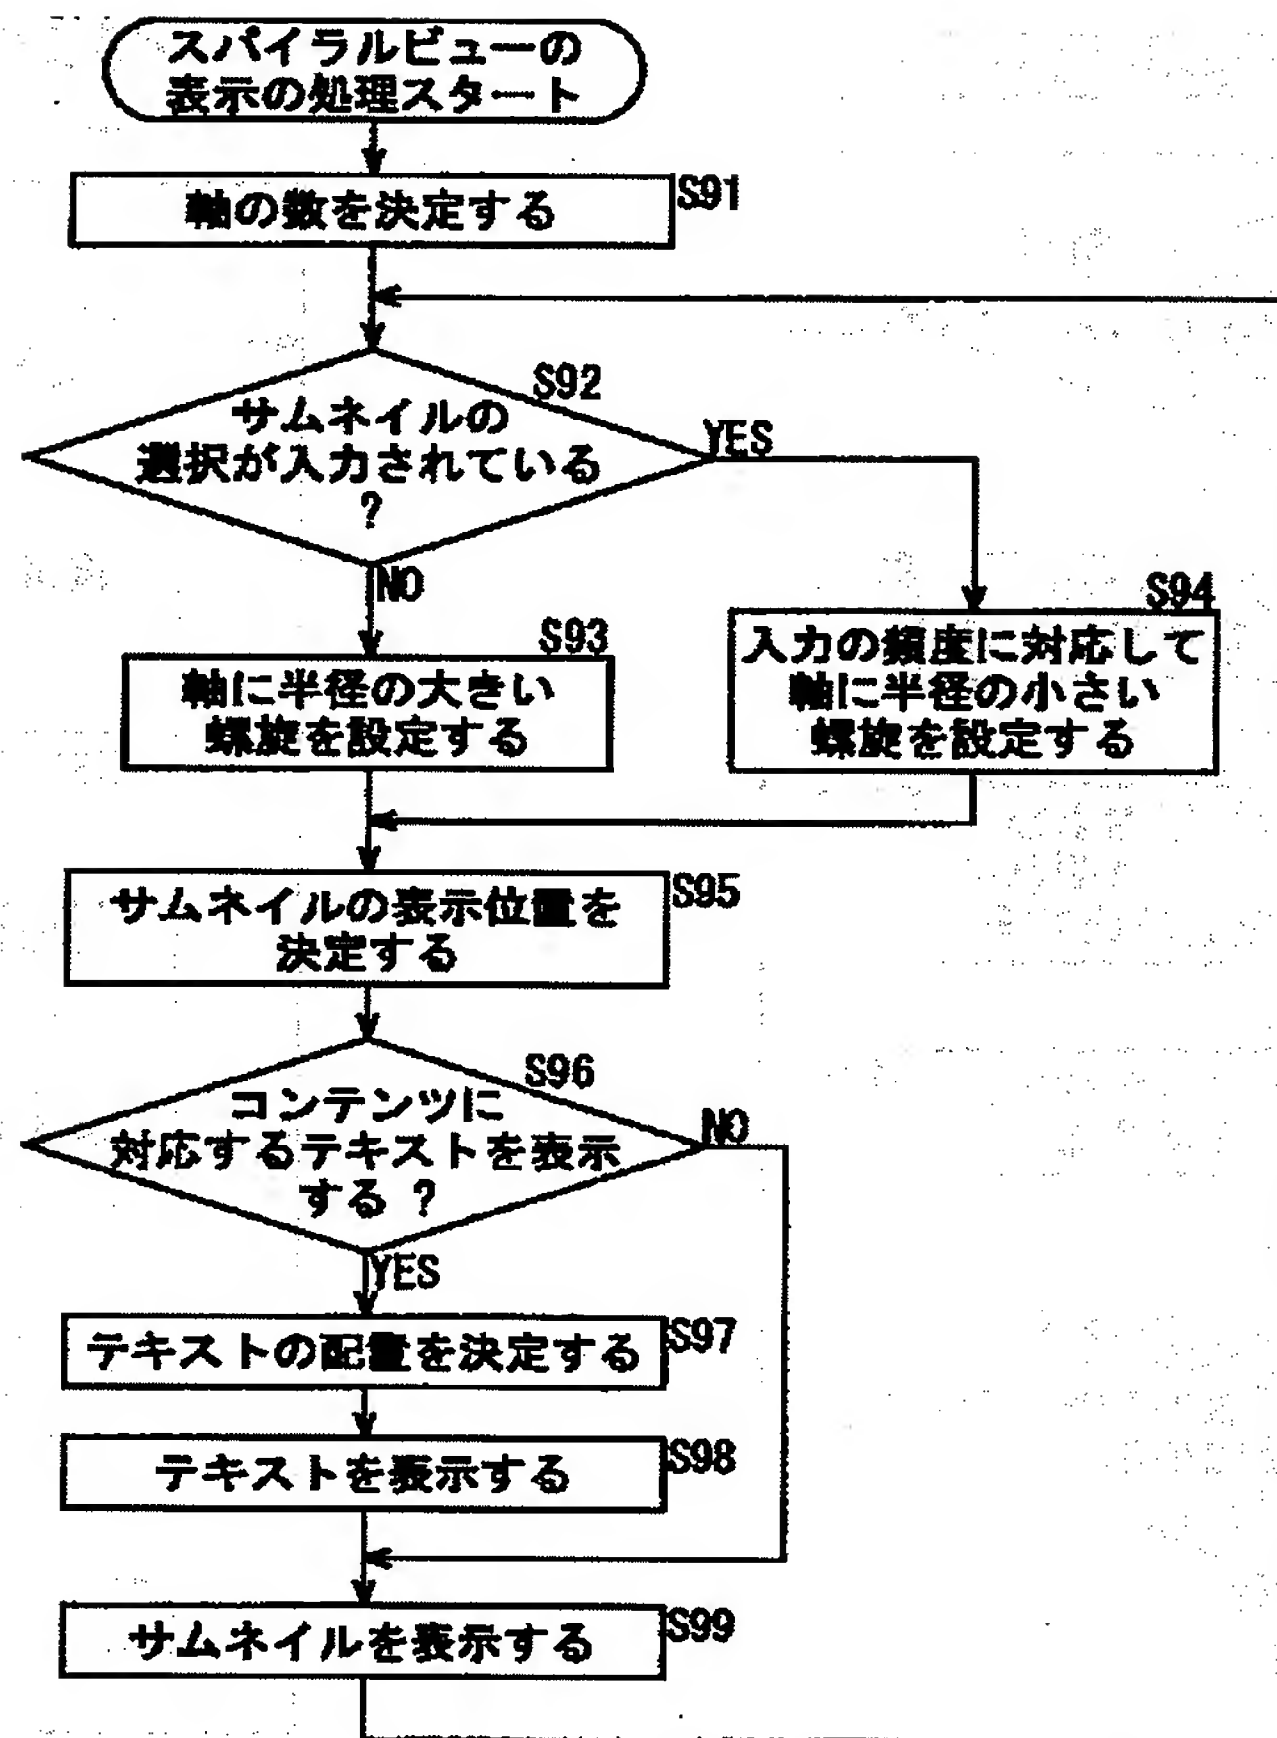 スパイラルビューの
表示の処理スタート
軸の数を決定する
S91
S92
サムネイルの
選択が入力されている
?
YES
NO
S93
軸に半径の大きい
螺旋を設定する
S94
入力の頻度に対応して
軸に半径の小さい
螺旋を設定する
サムネイルの表示位置を
決定する
S95
S96
コンテンツに
対応するテキストを表示
する ?
NO
YES
テキストの配置を決定する
S97
テキストを表示する
S98
サムネイルを表示する
S99